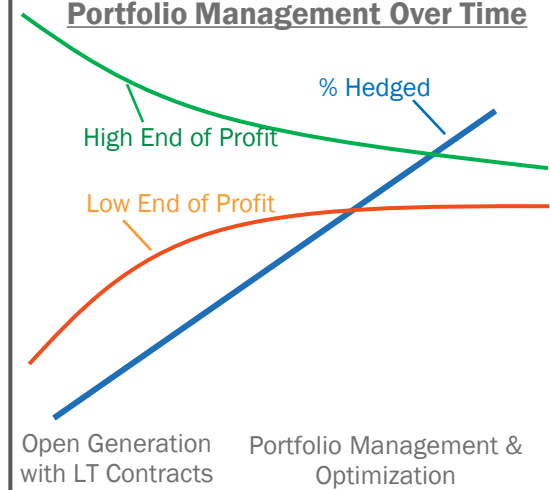 Portfolio Management Over Time
% Hedged
High End of Profit
Low End of Profit
Open Generation
with LT Contracts
Portfolio Management &
Optimization